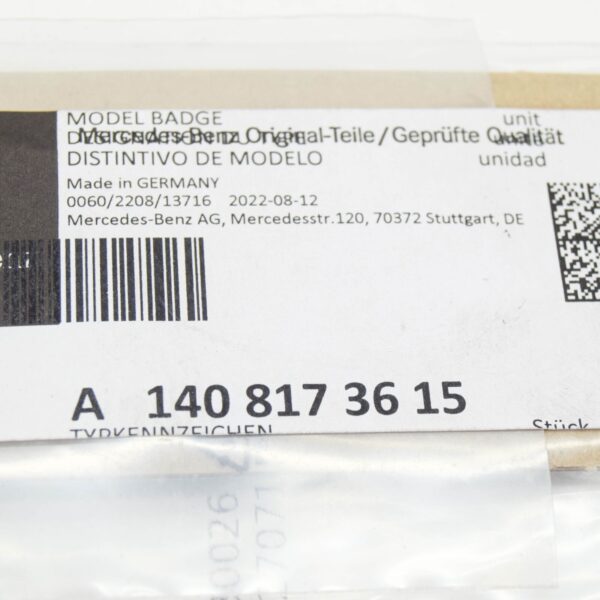 MODEL BADGE unit
Mercedes-Benz Original-Teile/Geprüfte Qualität
DISTINTIVO DE MODELO unidad
Made in GERMANY
0060/2208/13716 2022-08-12
Mercedes-Benz AG, Mercedesstr.120, 70372 Stuttgart, DE
A 140 817 36 15
TYPKENNZEICHEN Stück